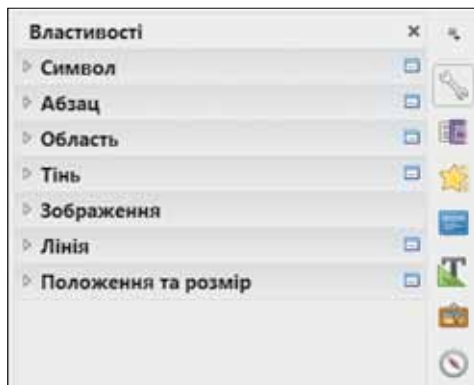 Властивості
Символ
Абзац
Область
Тінь
Зображення
Лінія
Положення та розмір